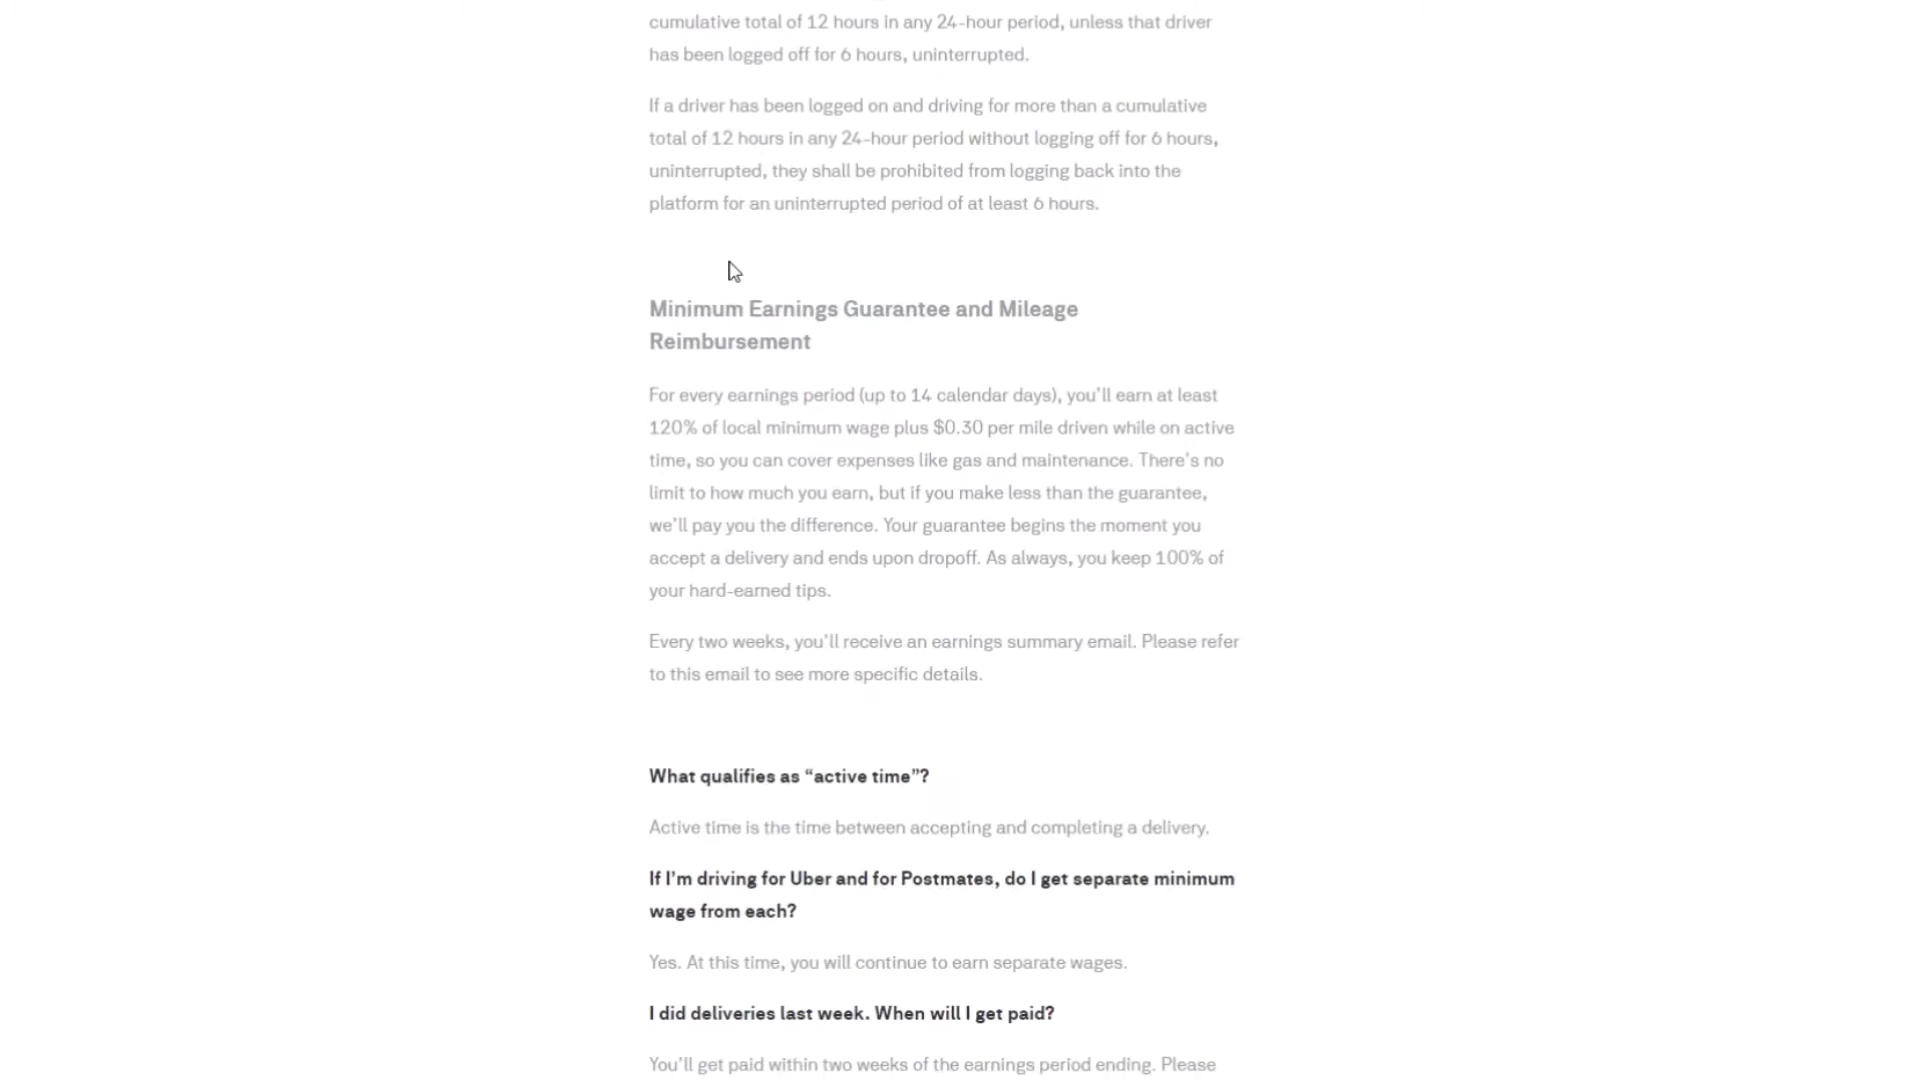 cumulative total of 12 hours in any 24-hour period, unless that driver
has been logged off for 6 hours, uninterrupted.
If a driver has been logged on and driving for more than a cumulative
total of 12 hours in any 24-hour period without logging off for 6 hours,
uninterrupted, they shall be prohibited from logging back into the
platform for an uninterrupted period of at least 6 hours.
Minimum Earnings Guarantee and Mileage
Reimbursement
For every earnings period (up to 14 calendar days), you'll earn at least
120% of local minimum wage plus $0.30 per mile driven while on active
time, so you can cover expenses like gas and maintenance. There's no
limit to how much you earn, but if you make less than the guarantee,
we'll pay you the difference. Your guarantee begins the moment you
accept a delivery and ends upon dropoff. As always, you keep 100% of
your hard-earned tips.
Every two weeks, you'll receive an earnings summary email. Please refer
to this email to see more specific details.
What qualifies as “active time”?
Active time is the time between accepting and completing a delivery.
If I'm driving for Uber and for Postmates, do I get separate minimum
wage from each?
Yes. At this time, you will continue to earn separate wages.
I did deliveries last week. When will I get paid?
You'll get paid within two weeks of the earnings period ending. Please